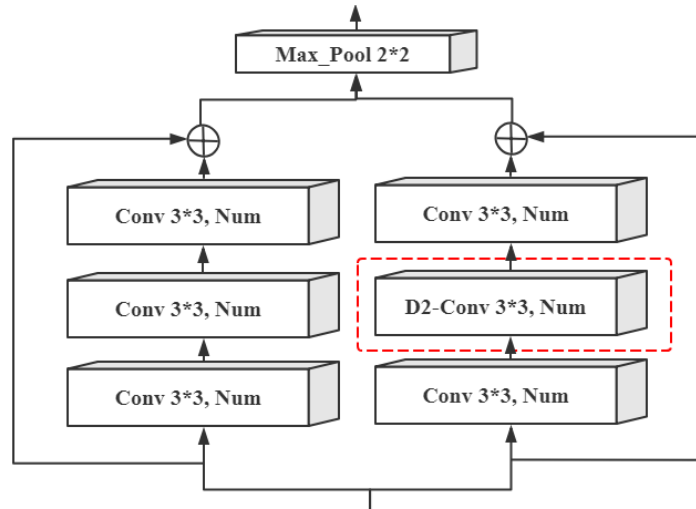 Max_Pool 2*2
Conv 3*3, Num
Conv 3*3, Num
Conv 3*3, Num
D2-Conv 3*3, Num
Conv 3*3, Num
Conv 3*3, Num